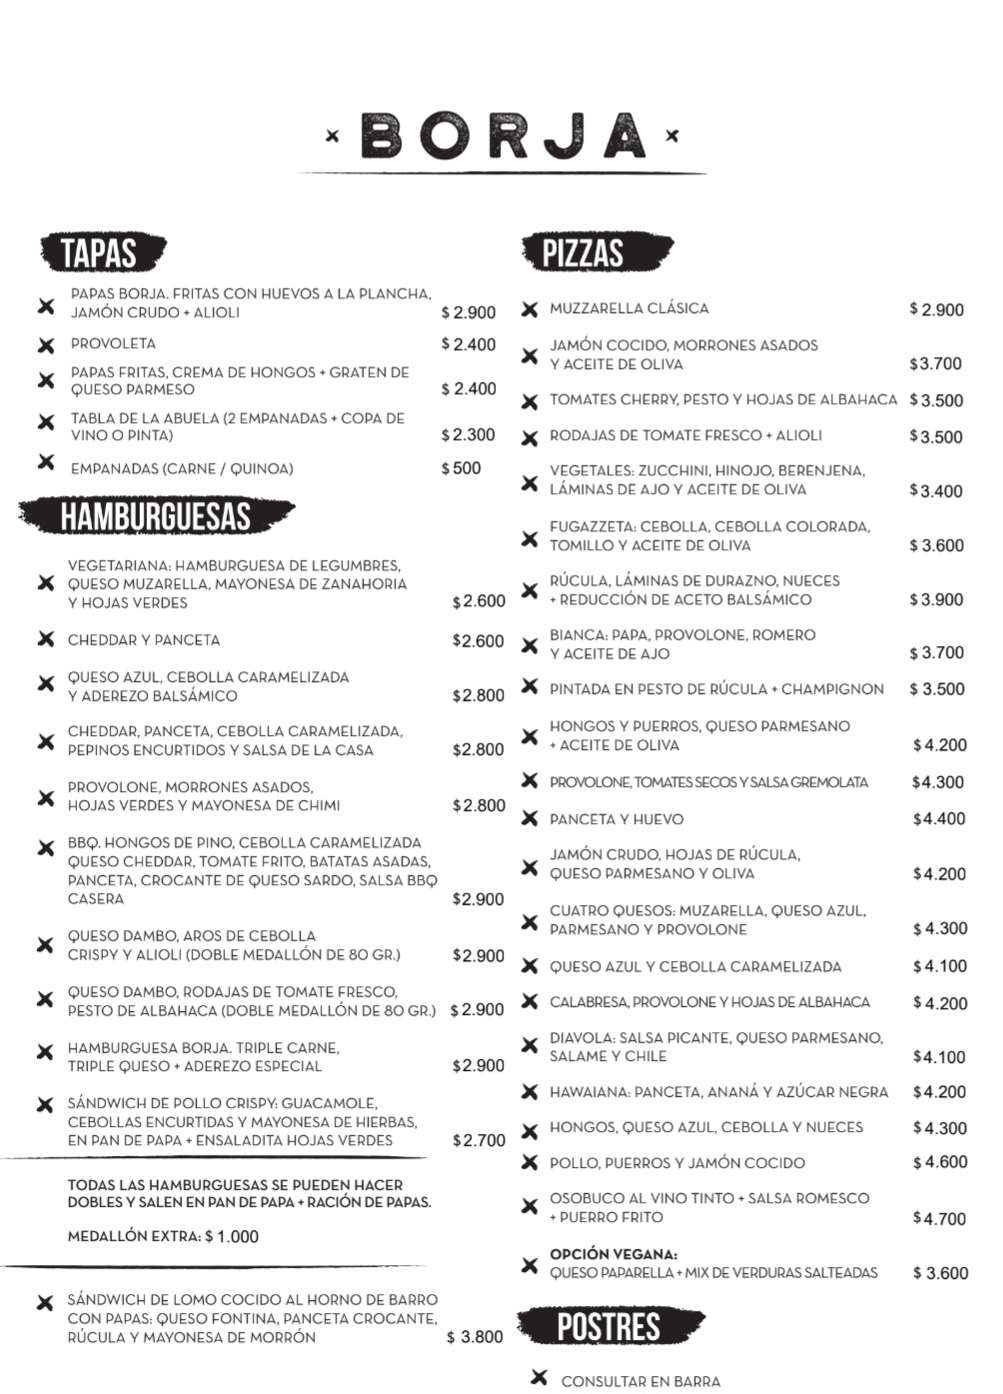 BORJA
TAPAS
PAPAS BORJA. FRITAS CON HUEVOS A LA PLANCHA,
JAMÓN CRUDO + ALIOLI $ 2.900
PROVOLETA $ 2.400
PAPAS FRITAS, CREMA DE HONGOS + GRATEN DE
QUESO PARMESO $ 2.400
TABLA DE LA ABUELA (2 EMPANADAS + COPA DE
VINO O PINTA) $ 2.300
EMPANADAS (CARNE / QUINOA) $ 500
HAMBURGUESAS
VEGETARIANA: HAMBURGUESA DE LEGUMBRES,
QUESO MUZARELLA, MAYONESA DE ZANAHORIA
Y HOJAS VERDES $ 2.600
CHEDDAR Y PANCETA $2.600
QUESO AZUL, CEBOLLA CARAMELIZADA
Y ADEREZO BALSÁMICO $2.800
CHEDDAR, PANCETA, CEBOLLA CARAMELIZADA,
PEPINOS ENCURTIDOS Y SALSA DE LA CASA $2.800
PROVOLONE, MORRONES ASADOS,
HOJAS VERDES Y MAYONESA DE CHIMI $2.800
BBQ. HONGOS DE PINO, CEBOLLA CARAMELIZADA
QUESO CHEDDAR, TOMATE FRITO, BATATAS ASADAS,
PANCETA, CROCANTE DE QUESO SARDO, SALSA BBQ
CASERA $2.900
QUESO DAMBO, AROS DE CEBOLLA
CRISPY Y ALIOLI (DOBLE MEDALLÓN DE 80 GR.) $2.900
QUESO DAMBO, RODAJAS DE TOMATE FRESCO,
PESTO DE ALBAHACA (DOBLE MEDALLÓN DE 80 GR.) $ 2.900
HAMBURGUESA BORJA. TRIPLE CARNE,
TRIPLE QUESO + ADEREZO ESPECIAL $2.900
SÁNDWICH DE POLLO CRISPY: GUACAMOLE,
CEBOLLAS ENCURTIDAS Y MAYONESA DE HIERBAS,
EN PAN DE PAPA + ENSALADITA HOJAS VERDES $ 2.700
TODAS LAS HAMBURGUESAS SE PUEDEN HACER
DOBLES Y SALEN EN PAN DE PAPA + RACIÓN DE PAPAS.
MEDALLÓN EXTRA: $ 1.000
SÁNDWICH DE LOMO COCIDO AL HORNO DE BARRO
CON PAPAS: QUESO FONTINA, PANCETA CROCANTE,
RÚCULA Y MAYONESA DE MORRÓN $ 3.800
PIZZAS
MUZZARELLA CLÁSICA $ 2.900
JAMÓN COCIDO, MORRONES ASADOS
Y ACEITE DE OLIVA $3.700
TOMATES CHERRY, PESTO Y HOJAS DE ALBAHACA $ 3.500
RODAJAS DE TOMATE FRESCO + ALIOLI $ 3.500
VEGETALES: ZUCCHINI, HINOJO, BERENJENA,
LÁMINAS DE AJO Y ACEITE DE OLIVA $ 3.400
FUGAZZETA: CEBOLLA, CEBOLLA COLORADA,
TOMILLO Y ACEITE DE OLIVA $ 3.600
RÚCULA, LÁMINAS DE DURAZNO, NUECES
+ REDUCCIÓN DE ACETO BALSÁMICO $ 3.900
BIANCA: PAPA, PROVOLONE, ROMERO
Y ACEITE DE AJO $ 3.700
PINTADA EN PESTO DE RÚCULA + CHAMPIGNON $ 3.500
HONGOS Y PUERROS, QUESO PARMESANO
+ ACEITE DE OLIVA $ 4.200
PROVOLONE, TOMATES SECOS Y SALSA GREMOLATA $4.300
PANCETA Y HUEVO $ 4.400
JAMÓN CRUDO, HOJAS DE RÚCULA,
QUESO PARMESANO Y OLIVA $ 4.200
CUATRO QUESOS: MUZARELLA, QUESO AZUL,
PARMESANO Y PROVOLONE $ 4.300
QUESO AZUL Y CEBOLLA CARAMELIZADA $ 4.100
CALABRESA, PROVOLONE Y HOJAS DE ALBAHACA $ 4.200
DIAVOLA: SALSA PICANTE, QUESO PARMESANO,
SALAME Y CHILE $4.100
HAWAIANA: PANCETA, ANANÁ Y AZÚCAR NEGRA $4.200
HONGOS, QUESO AZUL, CEBOLLA Y NUECES $ 4.300
POLLO, PUERROS Y JAMÓN COCIDO $ 4.600
OSOBUCO AL VINO TINTO + SALSA ROMESCO
+ PUERRO FRITO $ 4.700
OPCIÓN VEGANA:
QUESO PAPARELLA + MIX DE VERDURAS SALTEADAS $ 3.600
POSTRES
CONSULTAR EN BARRA